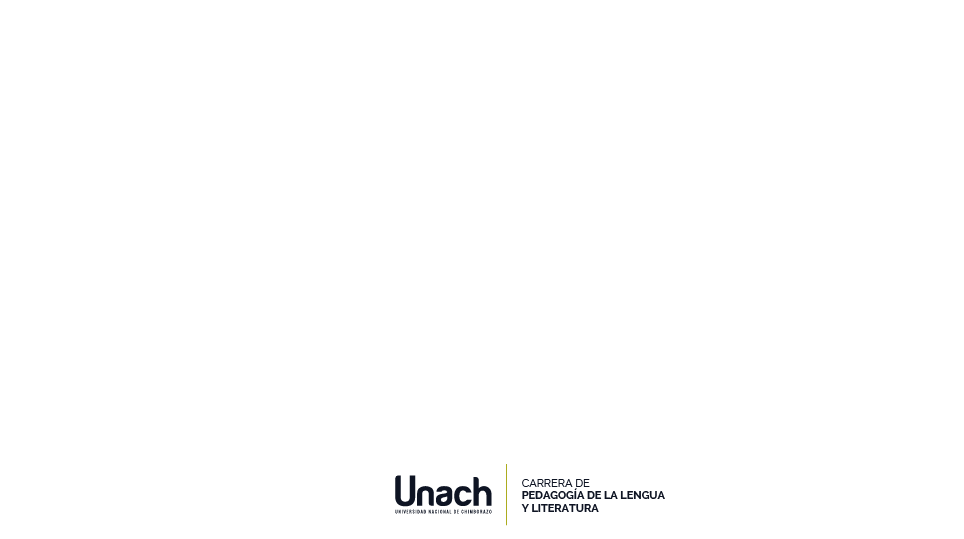 Unach
UNIVERSIDAD NACIONAL DE CHIMBORAZO
CARRERA DE
PEDAGOGÍA DE LA LENGUA
Y LITERATURA